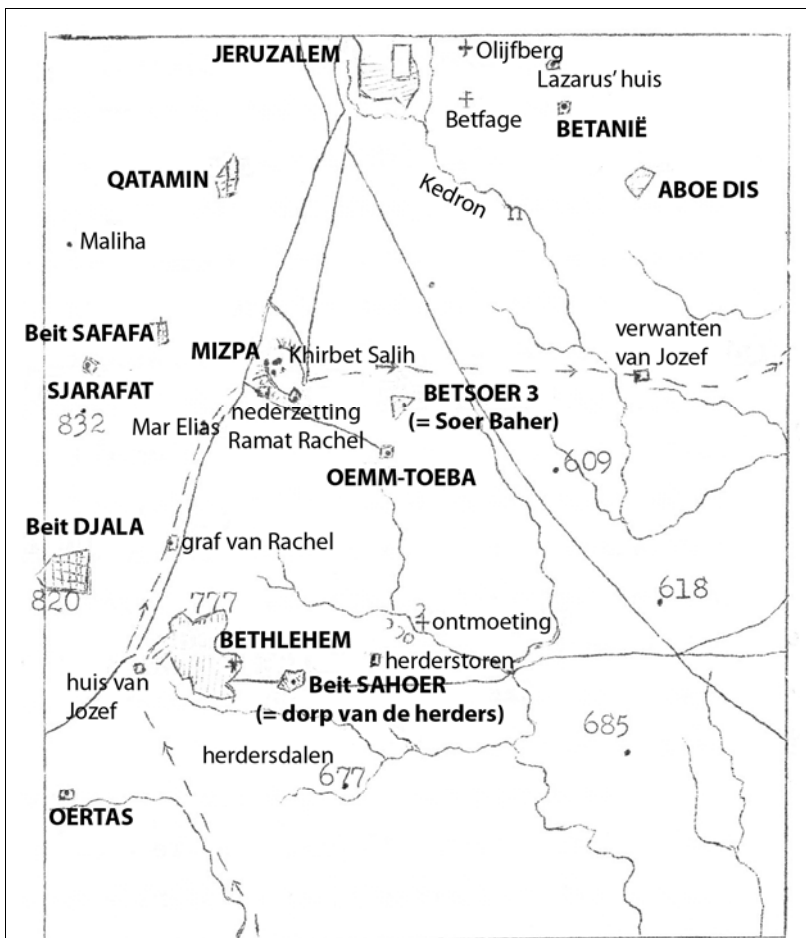 JERUZALEM
Olijfberg
Lazarus' huis
Betfage
BETANIË
QATAMIN
Kedron
ABOE DIS
Maliha
Beit SAFAFA
verwanten
van Jozef
MIZPA
Khirbet Salih
SJARAFAT
BETSOER 3
(= Soer Baher)
832
Mar Elias
nederzetting
Ramat Rachel
609
OEMM-TOEBA
Beit DJALA
graf van Rachel
820
777
618
ontmoeting
BETHLEHEM
herderstoren
huis van
Jozef
Beit SAHOER
(= dorp van de herders)
685
herdersdalen
677
OERTAS